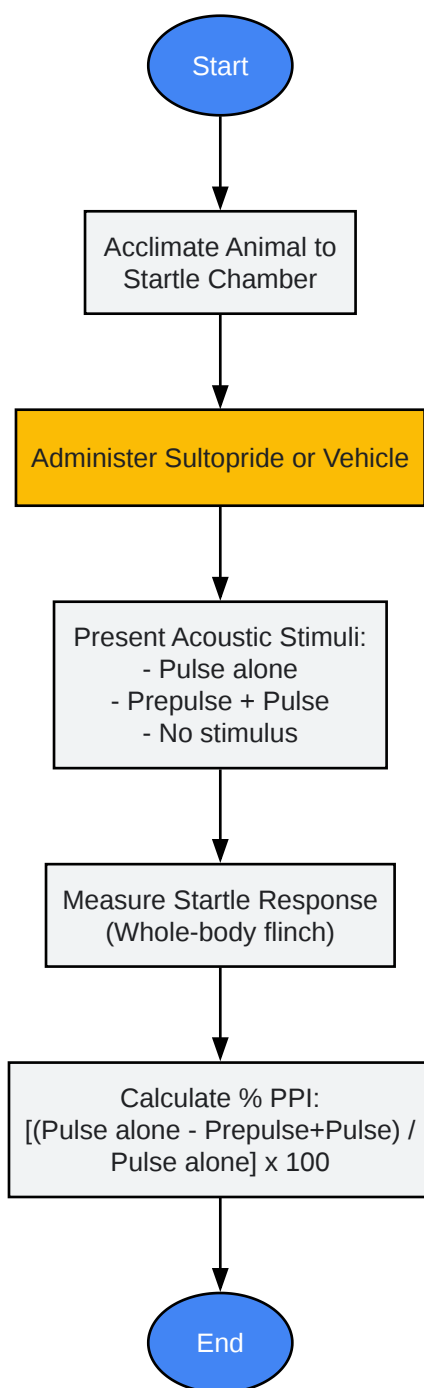 Start
Acclimate Animal to
Startle Chamber
Administer Sultopride or Vehicle
Present Acoustic Stimuli:
- Pulse alone
- Prepulse + Pulse
- No stimulus
Measure Startle Response
(Whole-body flinch)
Calculate % PPI:
[(Pulse alone - Prepulse+Pulse) /
Pulse alone] x 100
End